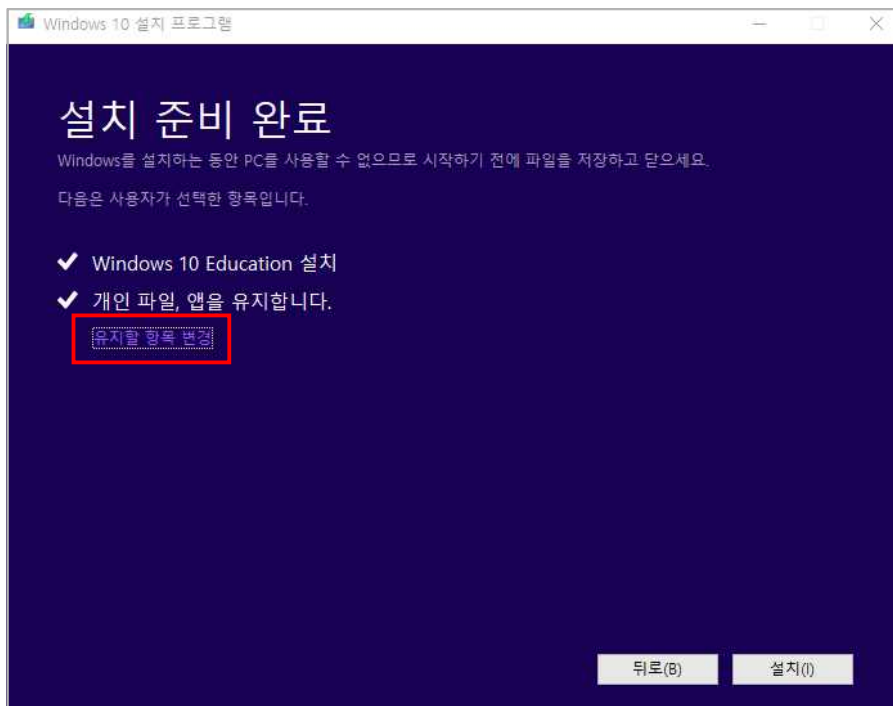 Windows 10 설치 프로그램
설치 준비 완료
Windows를 설치하는 동안 PC를 사용할 수 없으므로 시작하기 전에 파일을 저장하고 닫으세요.
다음은 사용자가 선택한 항목입니다.
Windows 10 Education 설치
개인 파일, 앱을 유지합니다.
유지할 항목 변경
뒤로(B) 설치(I)